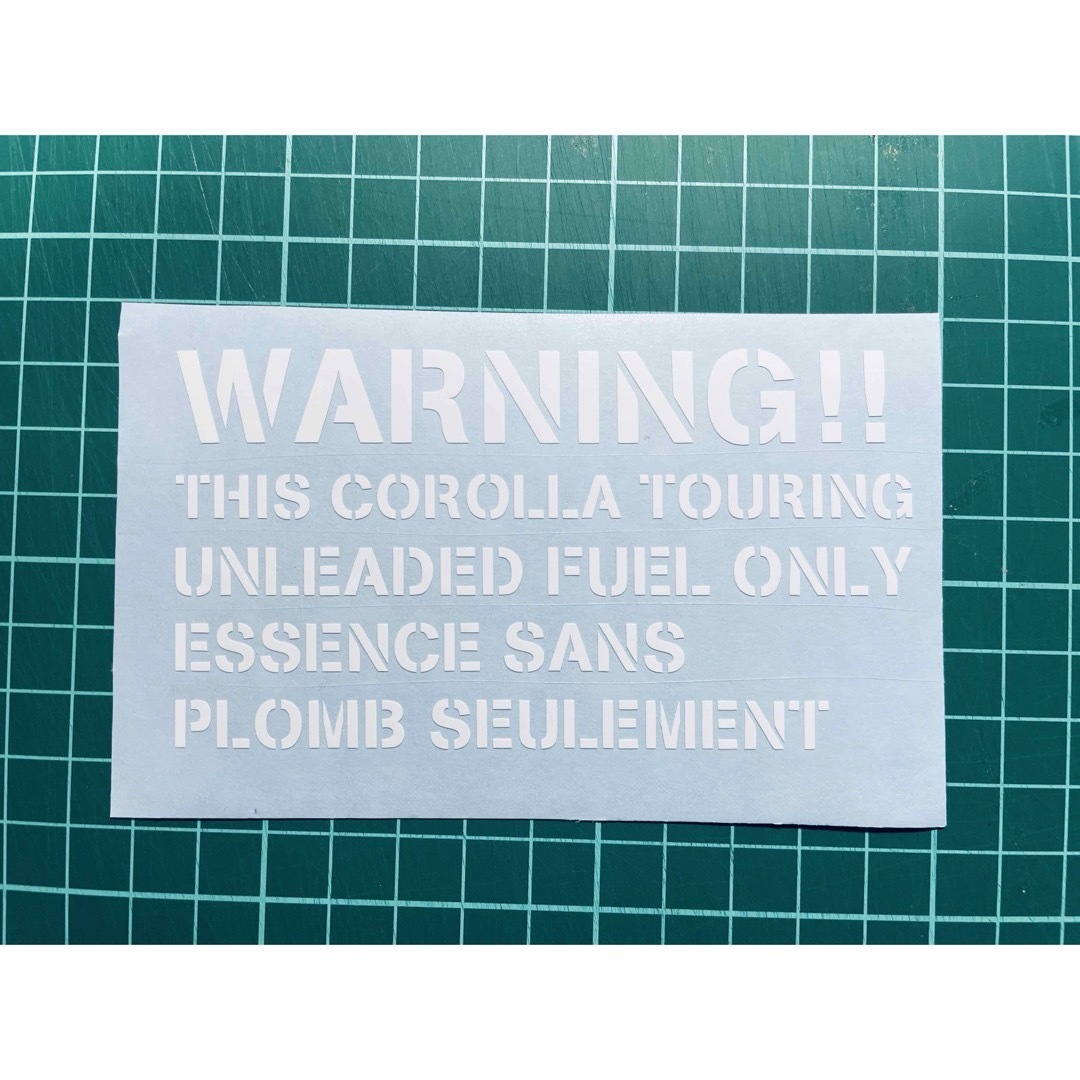 WARNING!!
THIS COROLLA TOURING
UNLEADED FUEL ONLY
ESSENCE SANS
PLOMB SEULEMENT